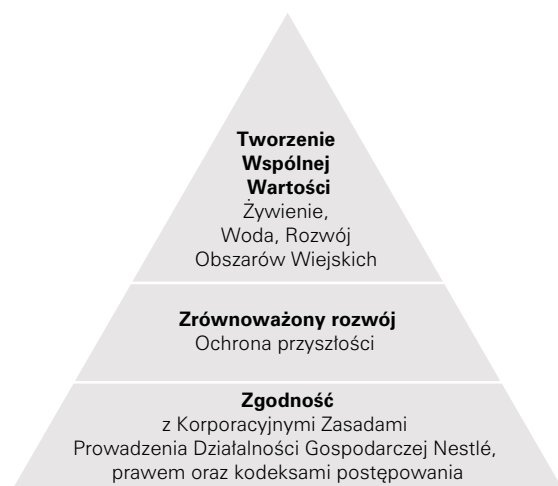 Tworzenie
Wspólnej
Wartości
Żywienie,
Woda, Rozwój
Obszarów Wiejskich
Zrównoważony rozwój
Ochrona przyszłości
Zgodność
z Korporacyjnymi Zasadami
Prowadzenia Działalności Gospodarczej Nestlé,
prawem oraz kodeksami postępowania